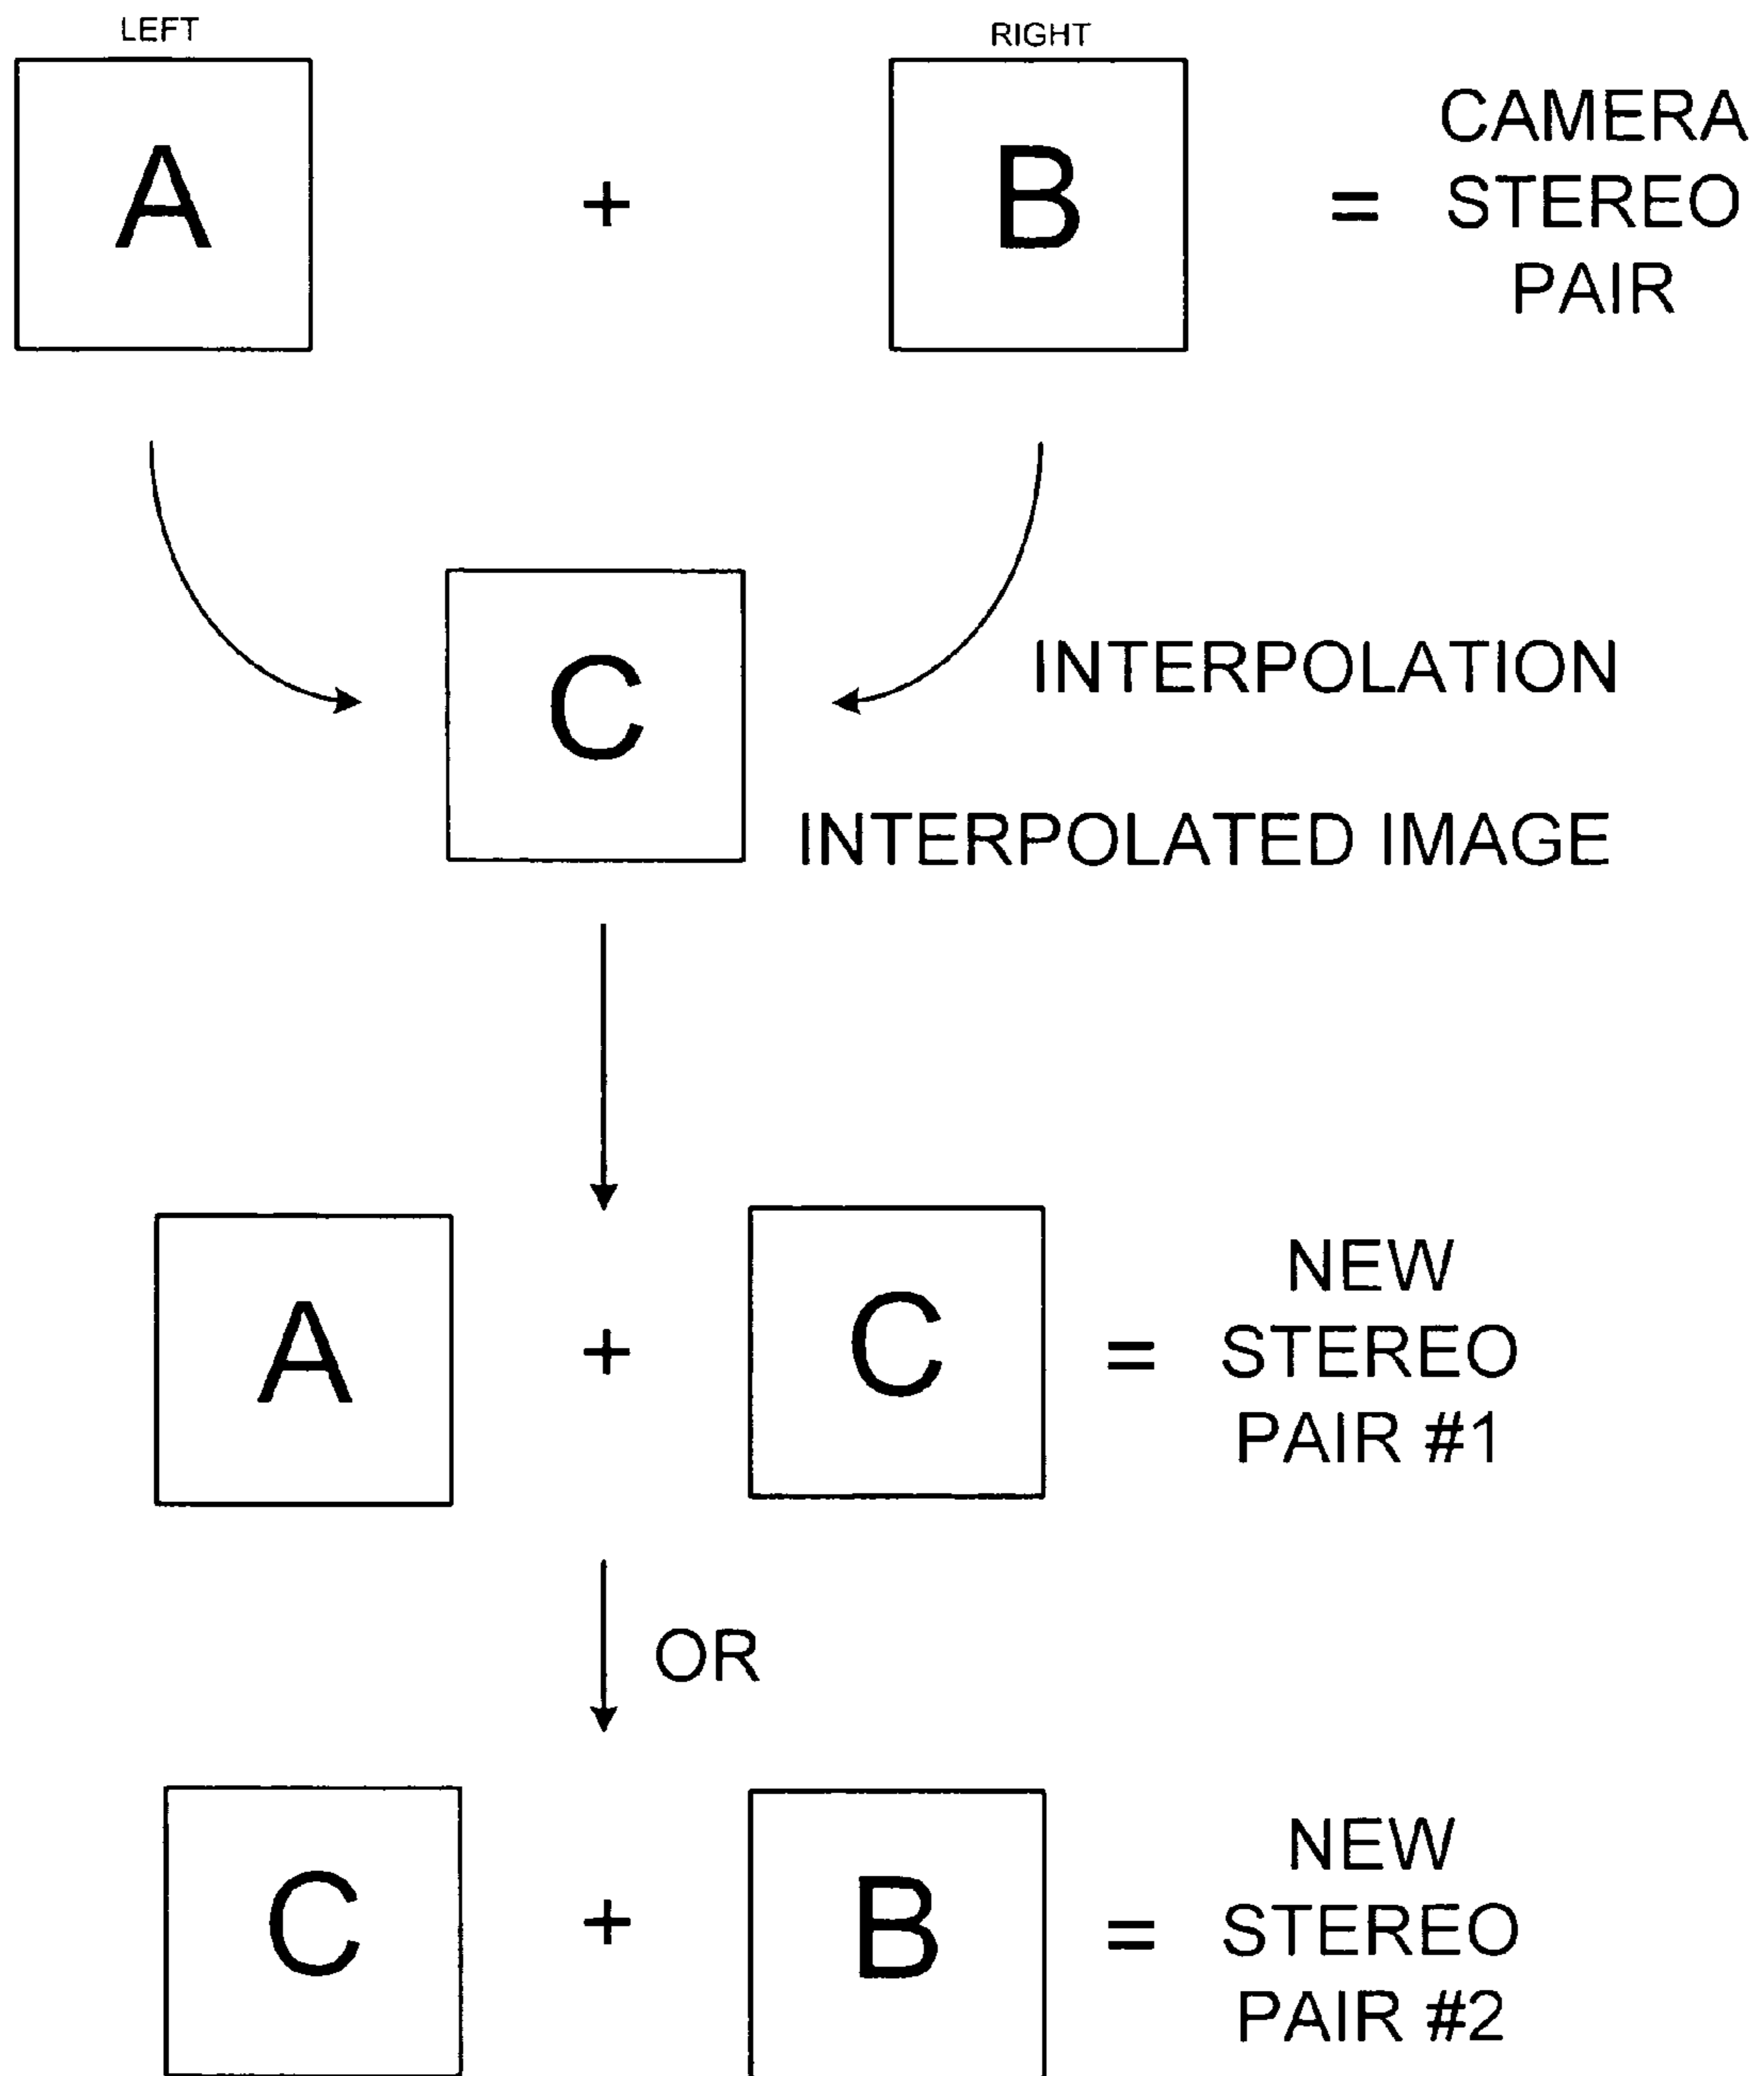 LEFT
RIGHT
A + B = CAMERA
STEREO
PAIR
C
INTERPOLATION
INTERPOLATED IMAGE
A + C = NEW
STEREO
PAIR #1
OR
C + B = NEW
STEREO
PAIR #2